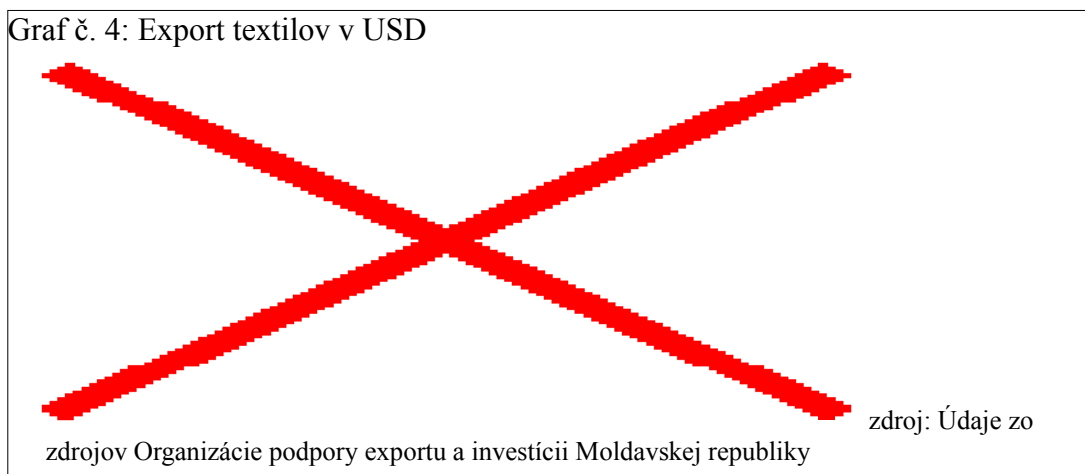 Graf č. 4: Export textilov v USD
zdroj: Údaje zo
zdrojov Organizácie podpory exportu a investícii Moldavskej republiky